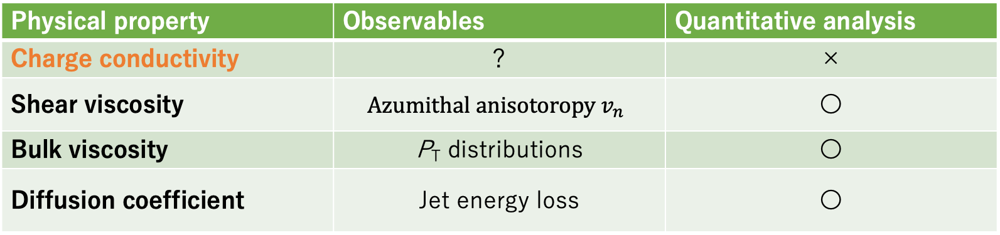 Physical property Observables Quantitative analysis
Charge conductivity ? ×
Shear viscosity Azumithal anisotoropy vₙ ○
Bulk viscosity P_T distributions ○
Diffusion coefficient Jet energy loss ○